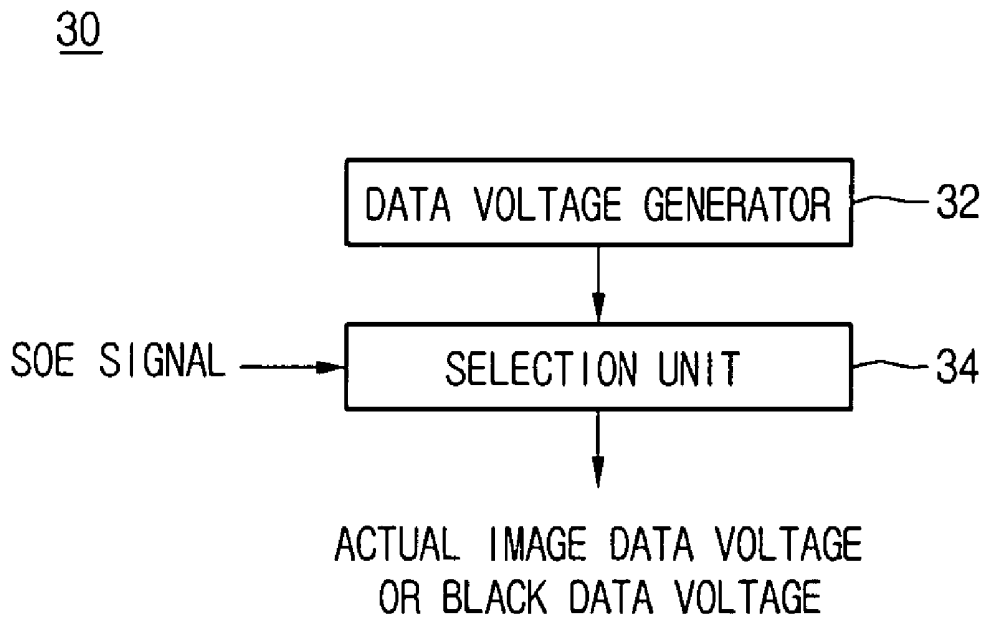 30
DATA VOLTAGE GENERATOR
32
SOE SIGNAL
SELECTION UNIT
34
ACTUAL IMAGE DATA VOLTAGE
OR BLACK DATA VOLTAGE